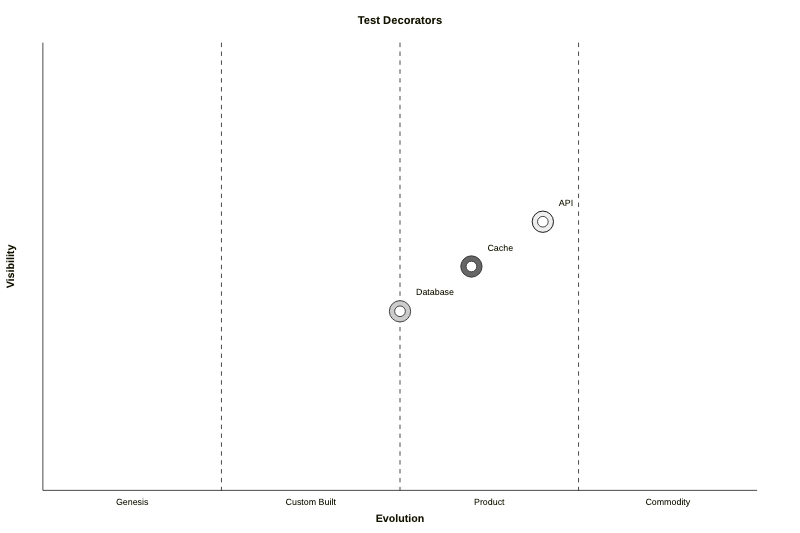 Test Decorators
API
Cache
Database
Visibility
Genesis
Custom Built
Product
Commodity
Evolution